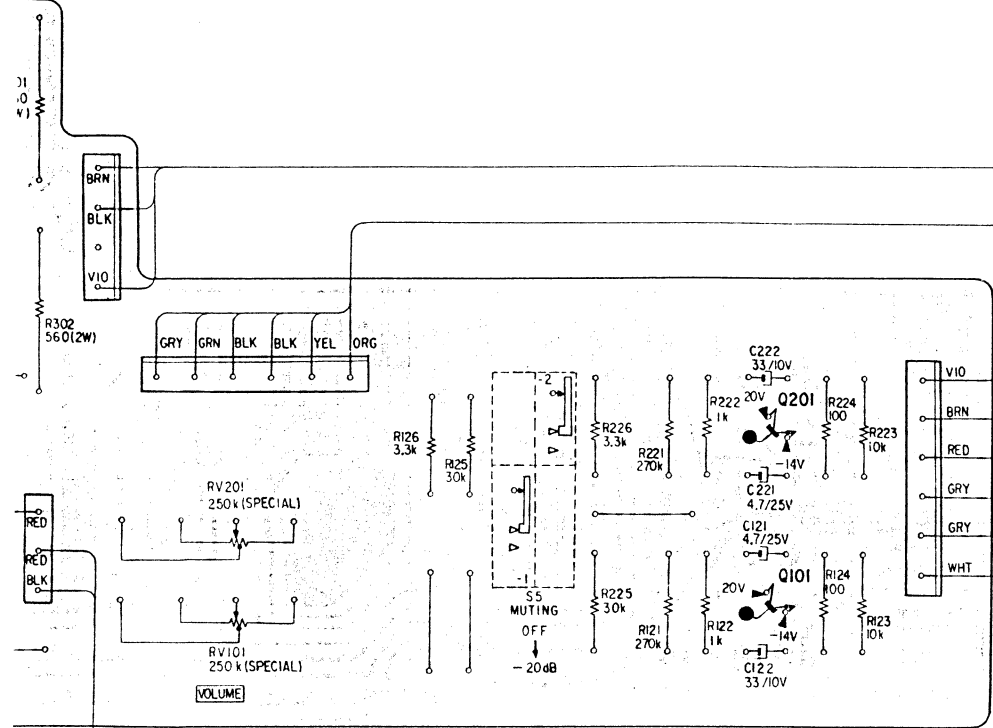 BRN
BLK
VIO
R302
560(2W)
GRY GRN BLK BLK YEL ORG
RED
RED
BLK
RV201
250k(SPECIAL)
RV101
250k(SPECIAL)
VOLUME
R126
3.3k
R125
30k
-2
-1
S5
MUTING
OFF
-20dB
R226
3.3k
R221
270k
R222
1k
C222
33/10V
20V
Q201
-14V
C221
4.7/25V
R224
100
R223
10k
C121
4.7/25V
R225
30k
R121
270k
R122
1k
20V
Q101
-14V
C122
33/10V
R124
100
R123
10k
VIO
BRN
RED
GRY
GRY
WHT